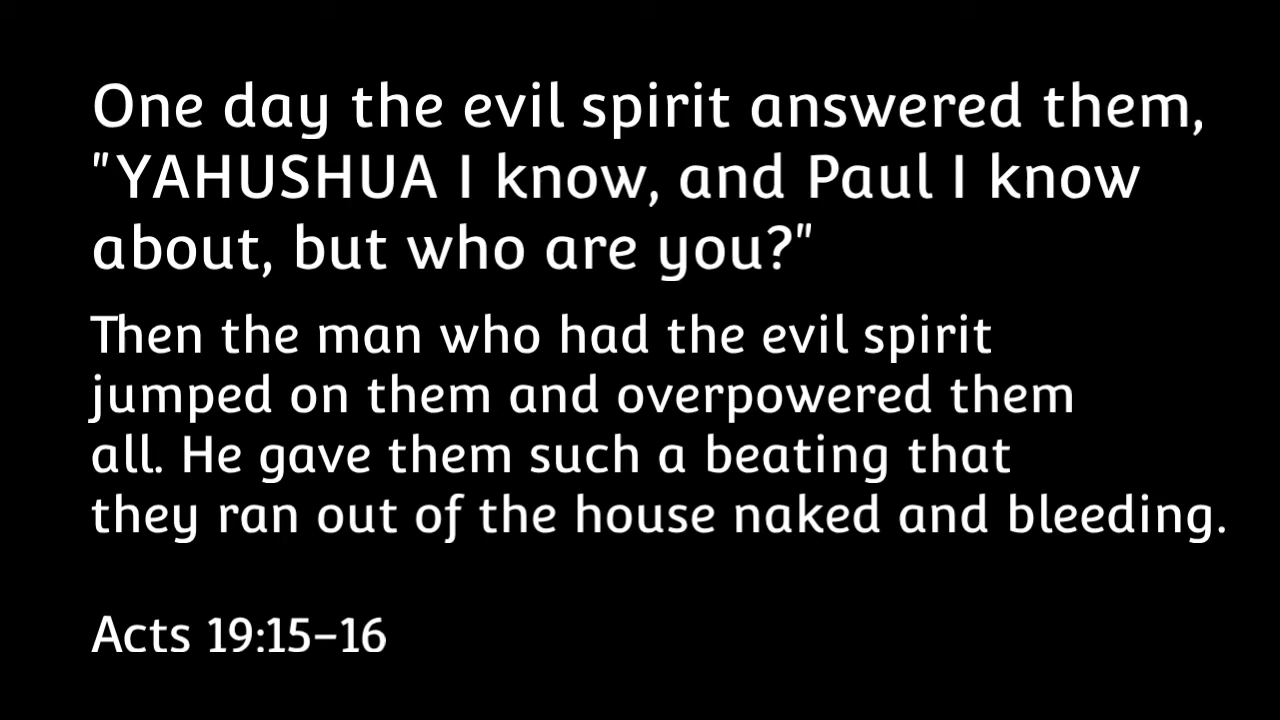 One day the evil spirit answered them,
"YAHUSHUA I know, and Paul I know
about, but who are you?"
Then the man who had the evil spirit
jumped on them and overpowered them
all. He gave them such a beating that
they ran out of the house naked and bleeding.
Acts 19:15–16